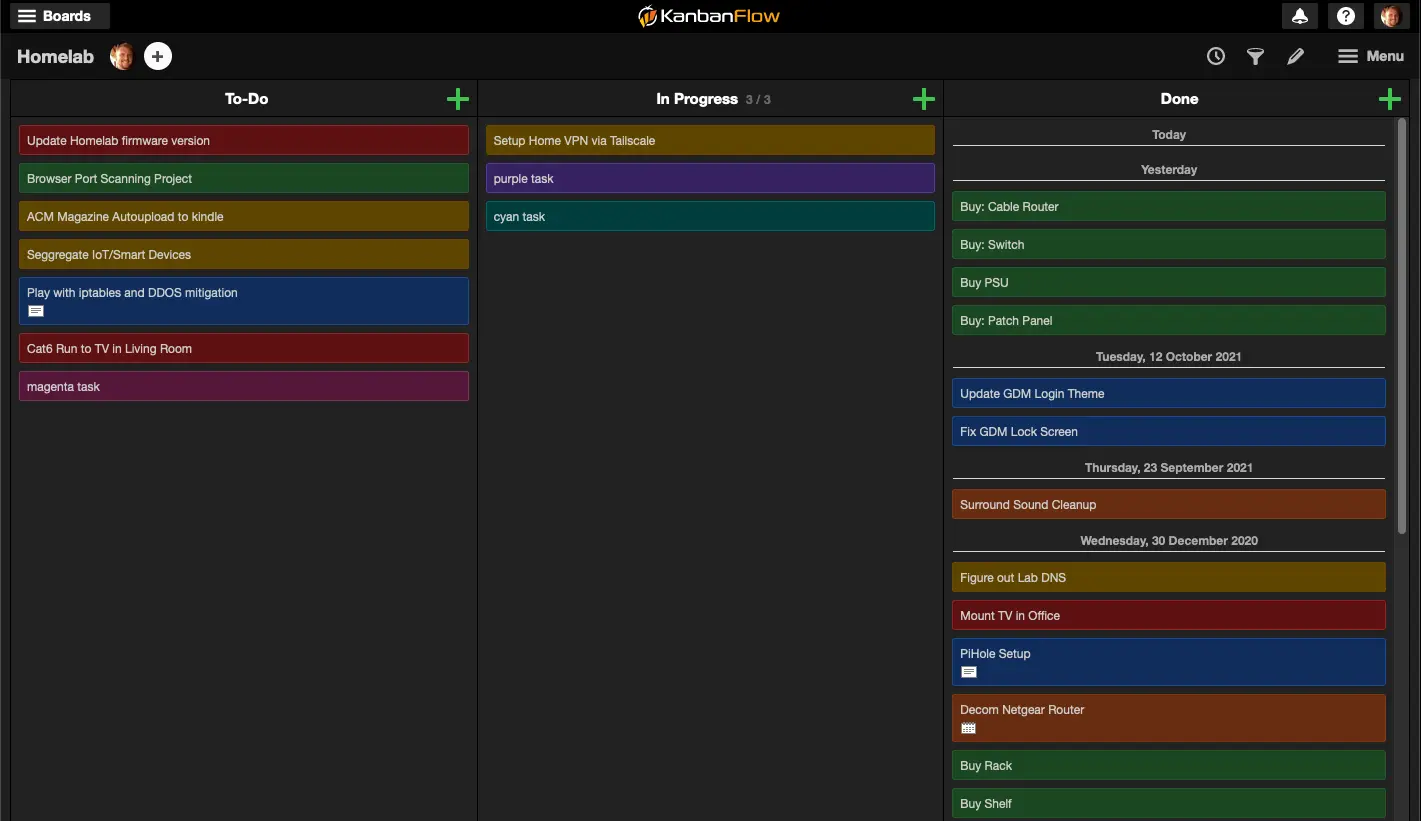 Boards
KanbanFlow
Homelab
Menu
To-Do
Update Homelab firmware version
Browser Port Scanning Project
ACM Magazine Autoupload to kindle
Seggregate IoT/Smart Devices
Play with iptables and DDOS mitigation
Cat6 Run to TV in Living Room
magenta task
In Progress 3 / 3
Setup Home VPN via Tailscale
purple task
cyan task
Done
Today
Yesterday
Buy: Cable Router
Buy: Switch
Buy PSU
Buy: Patch Panel
Tuesday, 12 October 2021
Update GDM Login Theme
Fix GDM Lock Screen
Thursday, 23 September 2021
Surround Sound Cleanup
Wednesday, 30 December 2020
Figure out Lab DNS
Mount TV in Office
PiHole Setup
Decom Netgear Router
Buy Rack
Buy Shelf